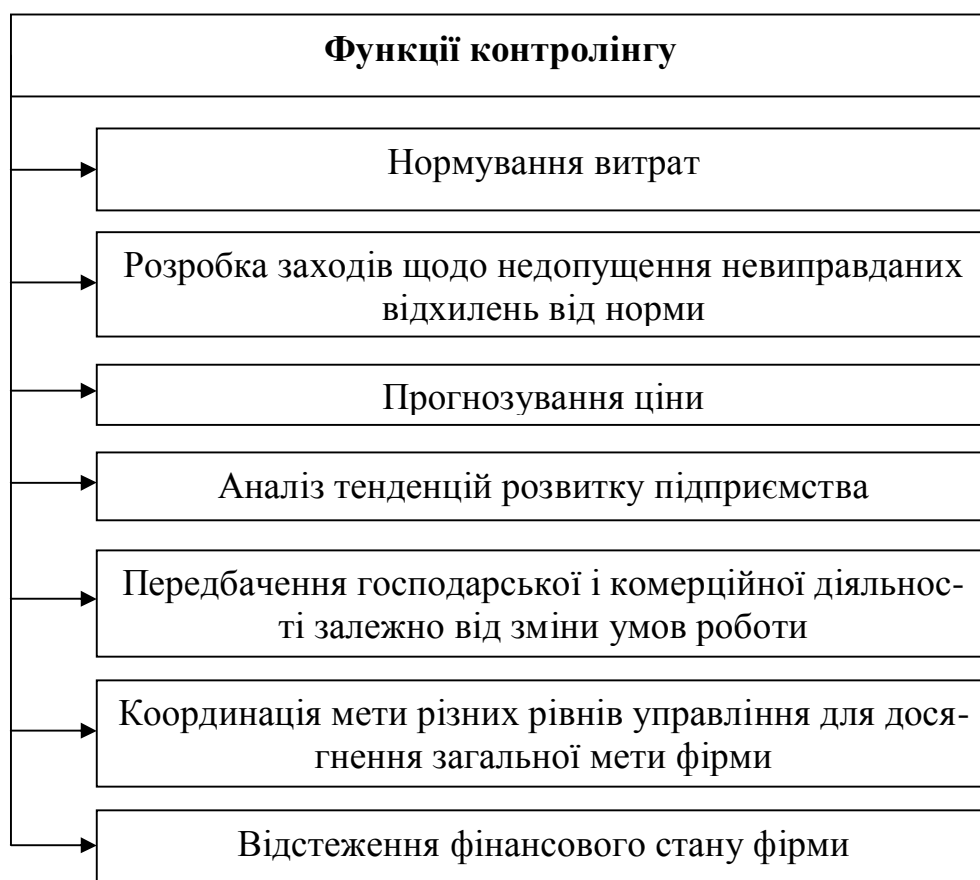 Функції контролінгу
Нормування витрат
Розробка заходів щодо недопущення невиправданих
відхилень від норми
Прогнозування ціни
Аналіз тенденцій розвитку підприємства
Передбачення господарської і комерційної діяльнос-
ті залежно від зміни умов роботи
Координація мети різних рівнів управління для дося-
гнення загальної мети фірми
Відстеження фінансового стану фірми